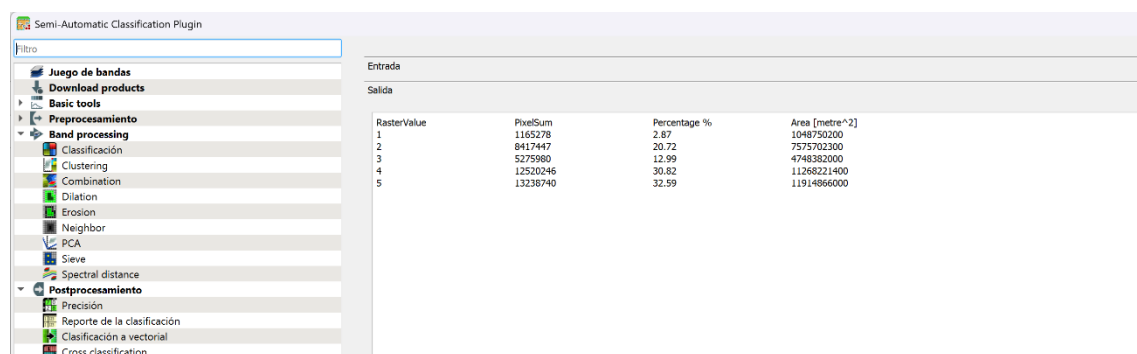 Semi-Automatic Classification Plugin
Filtro
Juego de bandas
Download products
Basic tools
Preprocesamiento
Band processing
Clasificación
Clustering
Combination
Dilation
Erosion
Neighbor
PCA
Sieve
Spectral distance
Postprocesamiento
Precisión
Reporte de la clasificación
Clasificación a vectorial
Cross classification
Entrada
Salida
RasterValue PixelSum Percentage % Area [metre^2]
1 1165278 2.87 1048750200
2 8417447 20.72 7575702300
3 5275980 12.99 4748382000
4 12520246 30.82 11268221400
5 13238740 32.59 11914866000